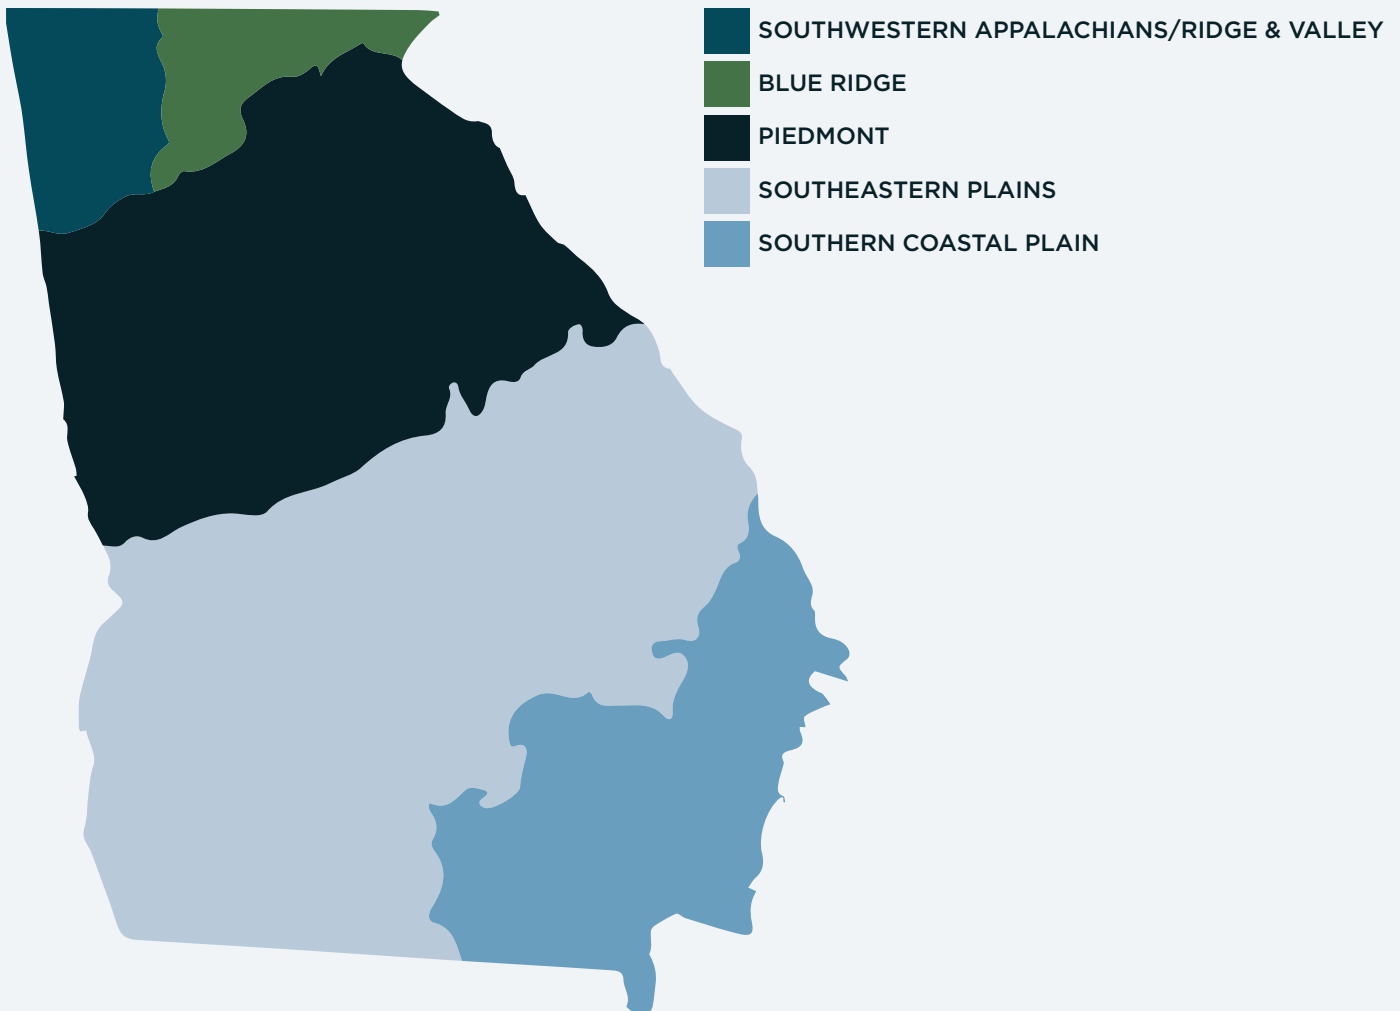 SOUTHWESTERN APPALACHIANS/RIDGE & VALLEY
BLUE RIDGE
PIEDMONT
SOUTHEASTERN PLAINS
SOUTHERN COASTAL PLAIN